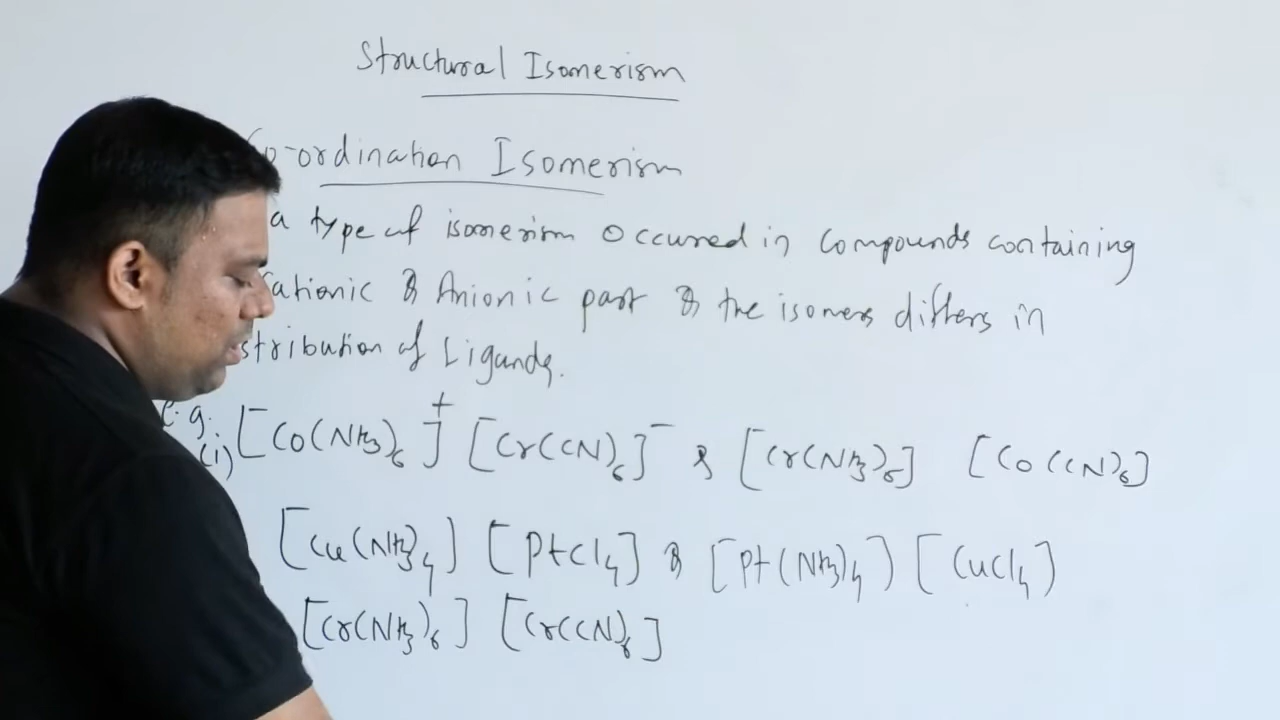 Structural Isomerism
Co-ordination Isomerism
a type of isomerism Occured in Compounds containing
Cationic & Anionic part & the isomers differs in
stribution of Ligands.
e.g.
(i) [Co(NH₃)₆]⁺ [Cr(CN)₆]⁻ & [Cr(NH₃)₆] [Co(CN)₆]
[Cu(NH₃)₄] [PtCl₄] & [Pt(NH₃)₄] [CuCl₄]
[Cr(NH₃)₆] [Cr(CN)₆]